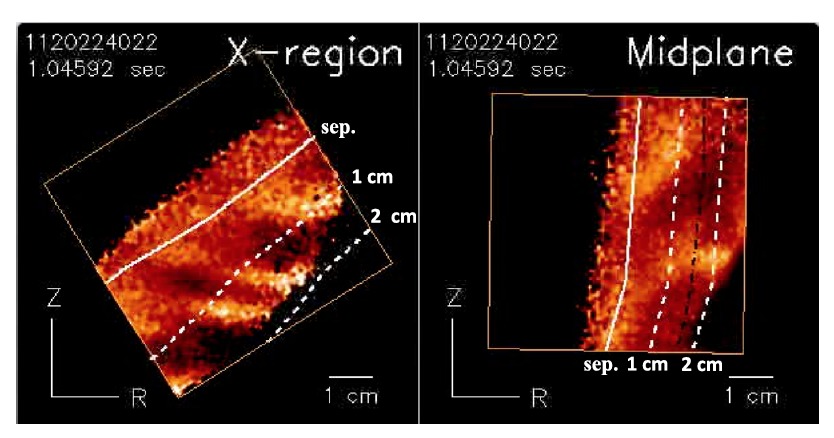 1120224022
1.04592 sec
X-region
sep.
1 cm
2 cm
Z
R
1 cm
1120224022
1.04592 sec
Midplane
sep. 1 cm 2 cm
Z
R
1 cm